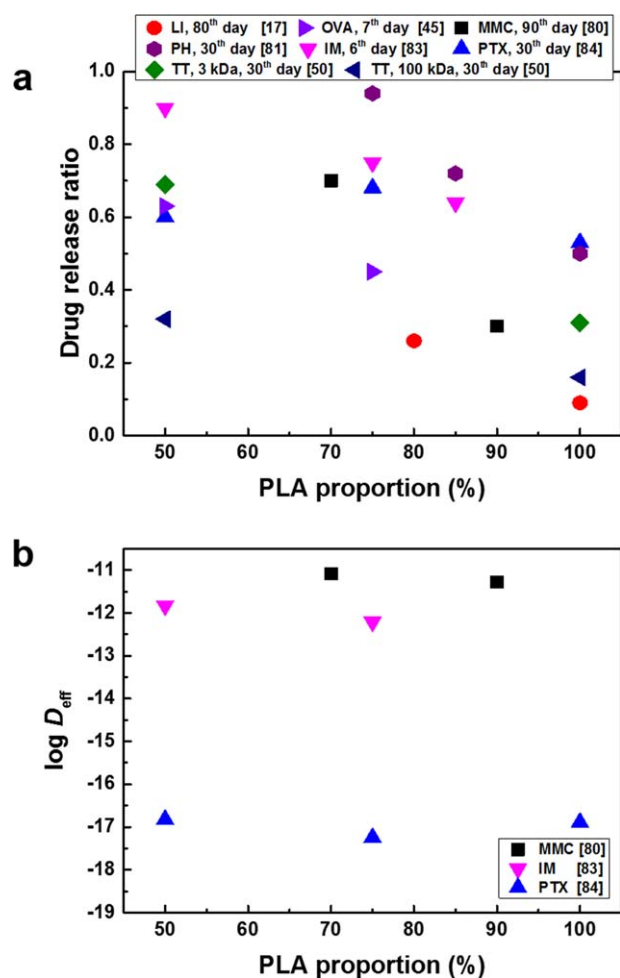 LI, 80th day [17] OVA, 7th day [45] MMC, 90th day [80]
PH, 30th day [81] IM, 6th day [83] PTX, 30th day [84]
TT, 3 kDa, 30th day [50] TT, 100 kDa, 30th day [50]
a
1.0
0.8
0.6
0.4
0.2
0.0
Drug release ratio
50 60 70 80 90 100
PLA proportion (%)
b
-11
-12
-13
-14
-15
-16
-17
-18
-19
log Deff
MMC [80]
IM [83]
PTX [84]
50 60 70 80 90 100
PLA proportion (%)